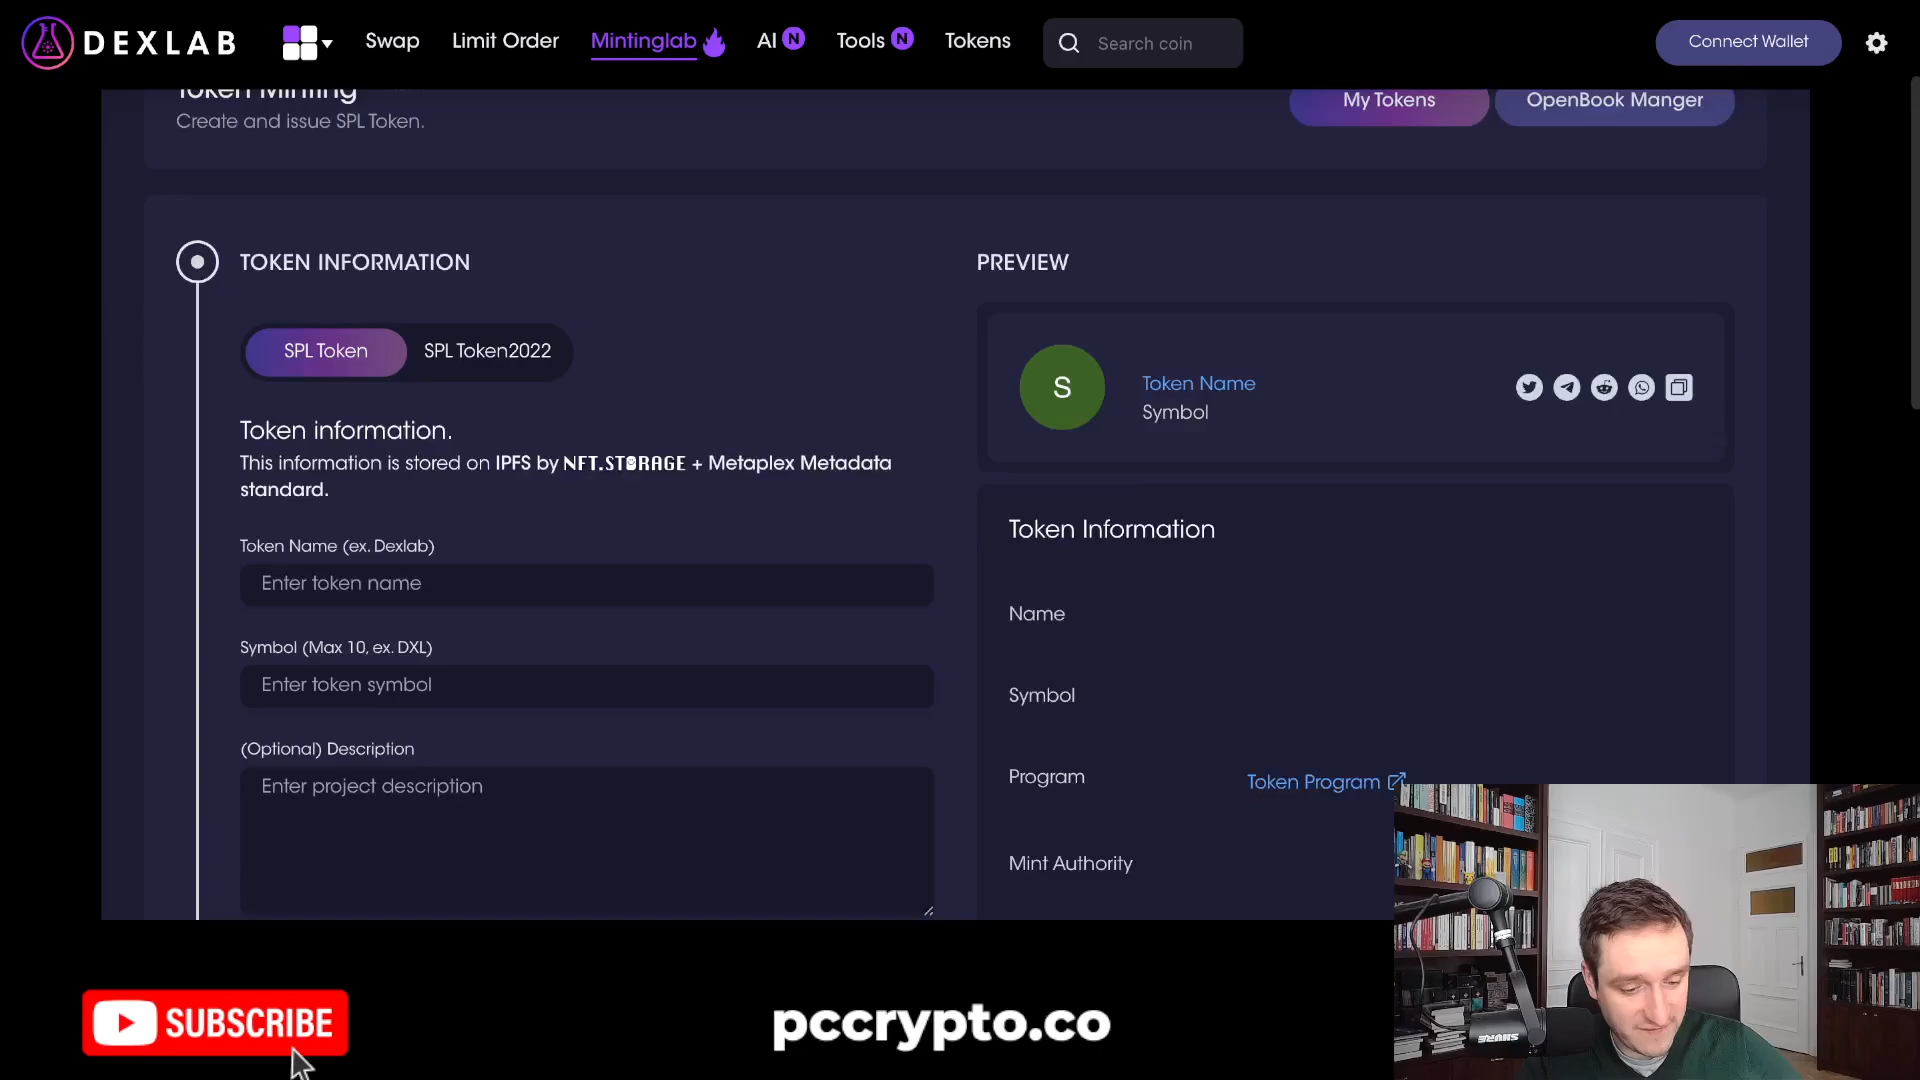 DEXLAB
Swap
Limit Order
Mintinglab
AI N
Tools N
Tokens
Search coin
Connect Wallet
Token Minting
Create and issue SPL Token.
My Tokens
OpenBook Manger
TOKEN INFORMATION
SPL Token
SPL Token2022
Token information.
This information is stored on IPFS by NFT.STORAGE + Metaplex Metadata
standard.
Token Name (ex. Dexlab)
Enter token name
Symbol (Max 10, ex. DXL)
Enter token symbol
(Optional) Description
Enter project description
PREVIEW
S
Token Name
Symbol
Token Information
Name
Symbol
Program
Token Program
Mint Authority
SUBSCRIBE
pccrypto.co
SHURE